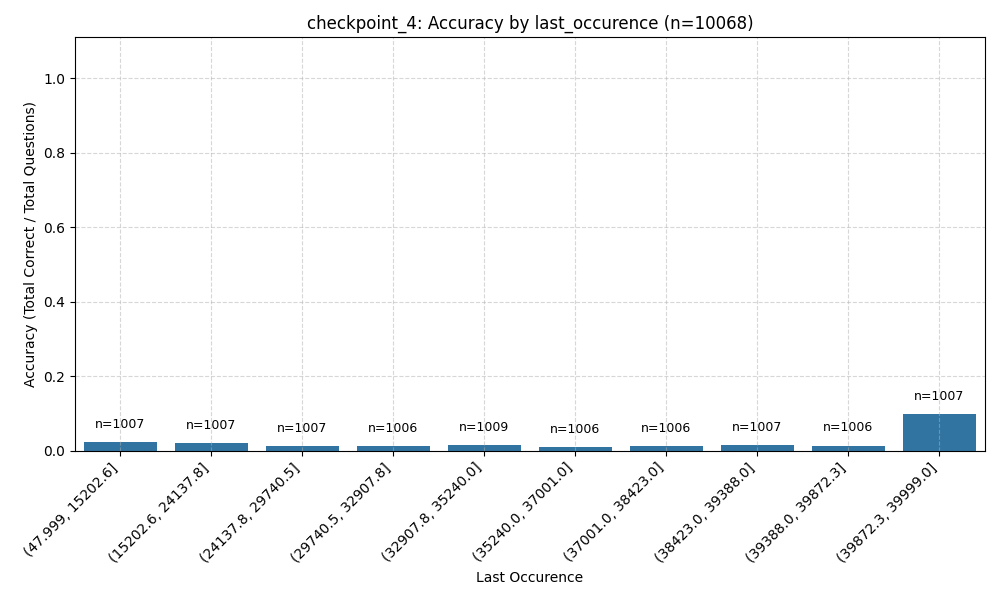 checkpoint_4: Accuracy by last_occurence (n=10068)
Accuracy (Total Correct / Total Questions)
1.0
0.8
0.6
0.4
0.2
0.0
n=1007
n=1007
n=1007
n=1006
n=1009
n=1006
n=1006
n=1007
n=1006
n=1007
(47.999, 15202.6]
(15202.6, 24137.8]
(24137.8, 29740.5]
(29740.5, 32907.8]
(32907.8, 35240.0]
(35240.0, 37001.0]
(37001.0, 38423.0]
(38423.0, 39388.0]
(39388.0, 39872.3]
(39872.3, 39999.0]
Last Occurence